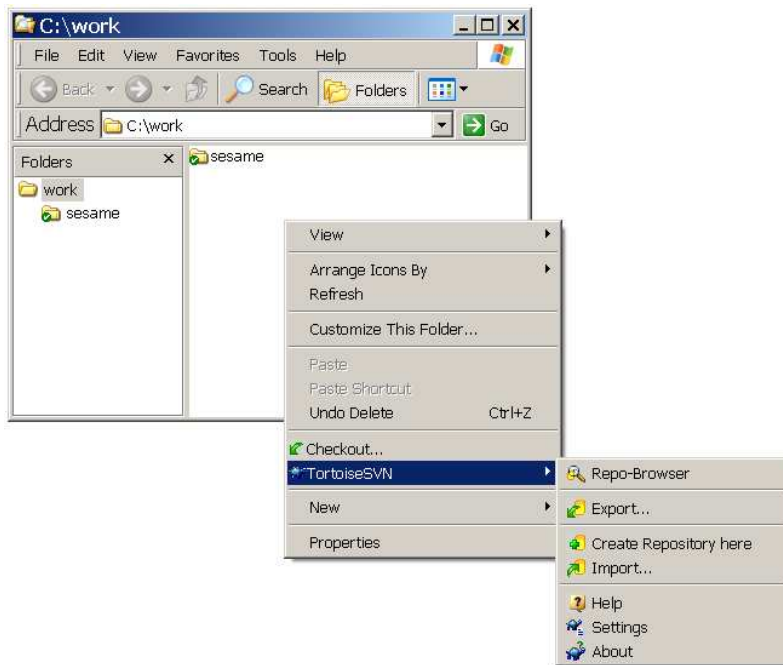 C:\work
File Edit View Favorites Tools Help
Back Search Folders
Address C:\work Go
Folders x
work
sesame
sesame
View
Arrange Icons By
Refresh
Customize This Folder...
Paste
Paste Shortcut
Undo Delete Ctrl+Z
Checkout...
TortoiseSVN
New
Properties
Repo-Browser
Export...
Create Repository here
Import...
Help
Settings
About